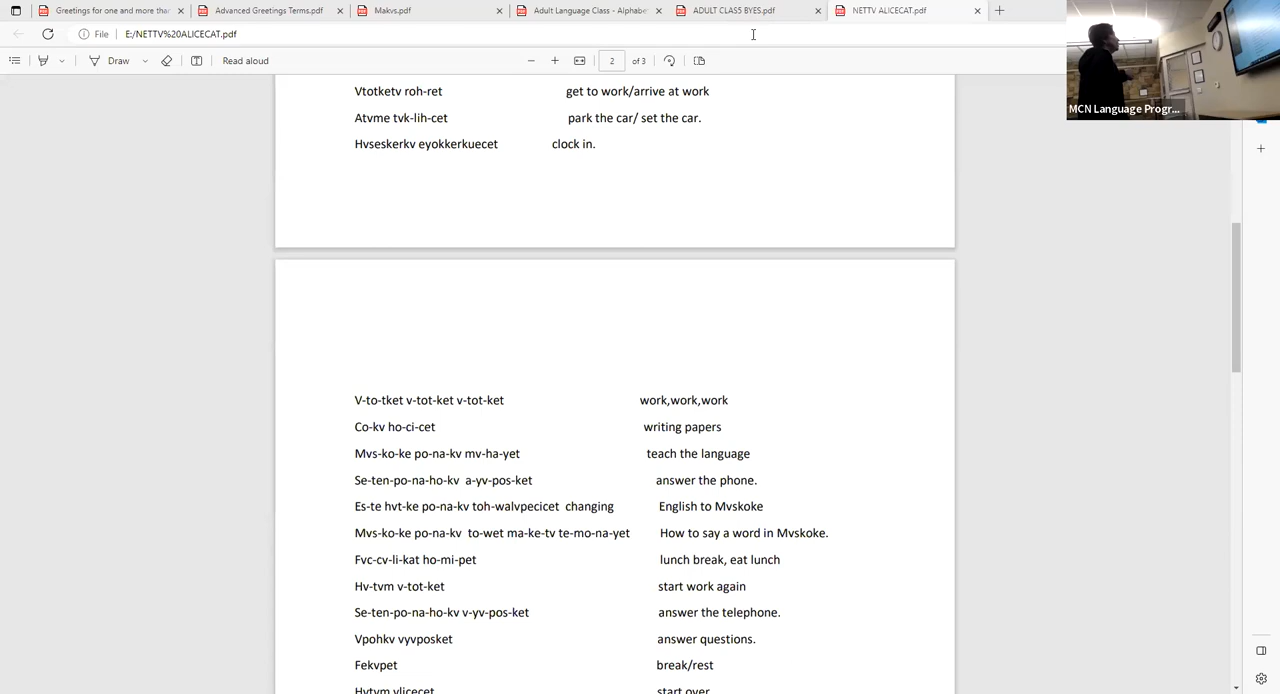 Greetings for one and more than
Advanced Greetings Terms.pdf
Makvs.pdf
Adult Language Class - Alphabe
ADULT CLAS5 BYES.pdf
NETTV ALICECAT.pdf
File E:/NETTV%20ALICECAT.pdf
Draw
Read aloud
2 of 3
MCN Language Progr...
Vtotketv roh-ret get to work/arrive at work
Atvme tvk-lih-cet park the car/ set the car.
Hvseskerkv eyokkerkuecet clock in.
V-to-tket v-tot-ket v-tot-ket work,work,work
Co-kv ho-ci-cet writing papers
Mvs-ko-ke po-na-kv mv-ha-yet teach the language
Se-ten-po-na-ho-kv a-yv-pos-ket answer the phone.
Es-te hvt-ke po-na-kv toh-walvpecicet changing English to Mvskoke
Mvs-ko-ke po-na-kv to-wet ma-ke-tv te-mo-na-yet How to say a word in Mvskoke.
Fvc-cv-li-kat ho-mi-pet lunch break, eat lunch
Hv-tvm v-tot-ket start work again
Se-ten-po-na-ho-kv v-yv-pos-ket answer the telephone.
Vpohkv vyvposket answer questions.
Fekvpet break/rest
Hvtvm vlicecet start over